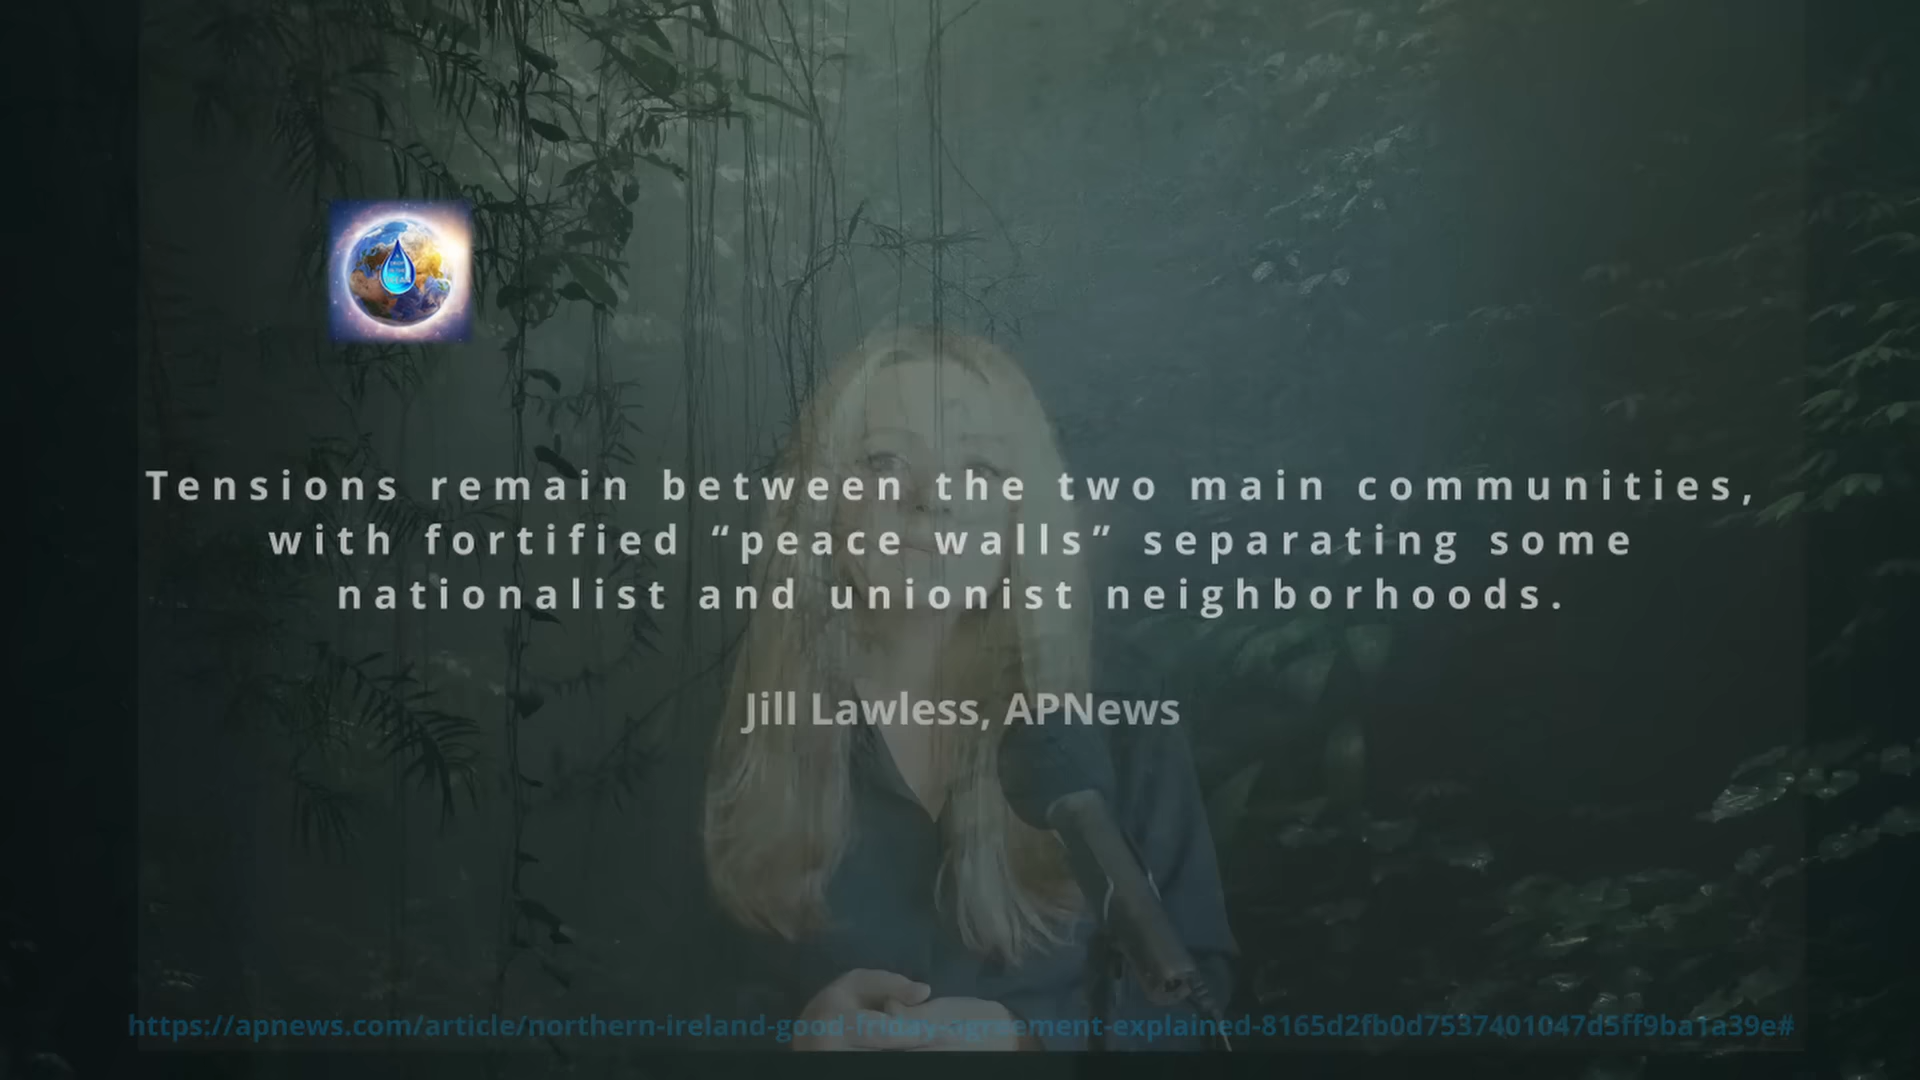 Tensions remain between the two main communities,
with fortified “peace walls” separating some
nationalist and unionist neighborhoods.
Jill Lawless, APNews
https://apnews.com/article/northern-ireland-good-friday-agreement-explained-8165d2fb0d7537401047d5ff9ba1a39e#